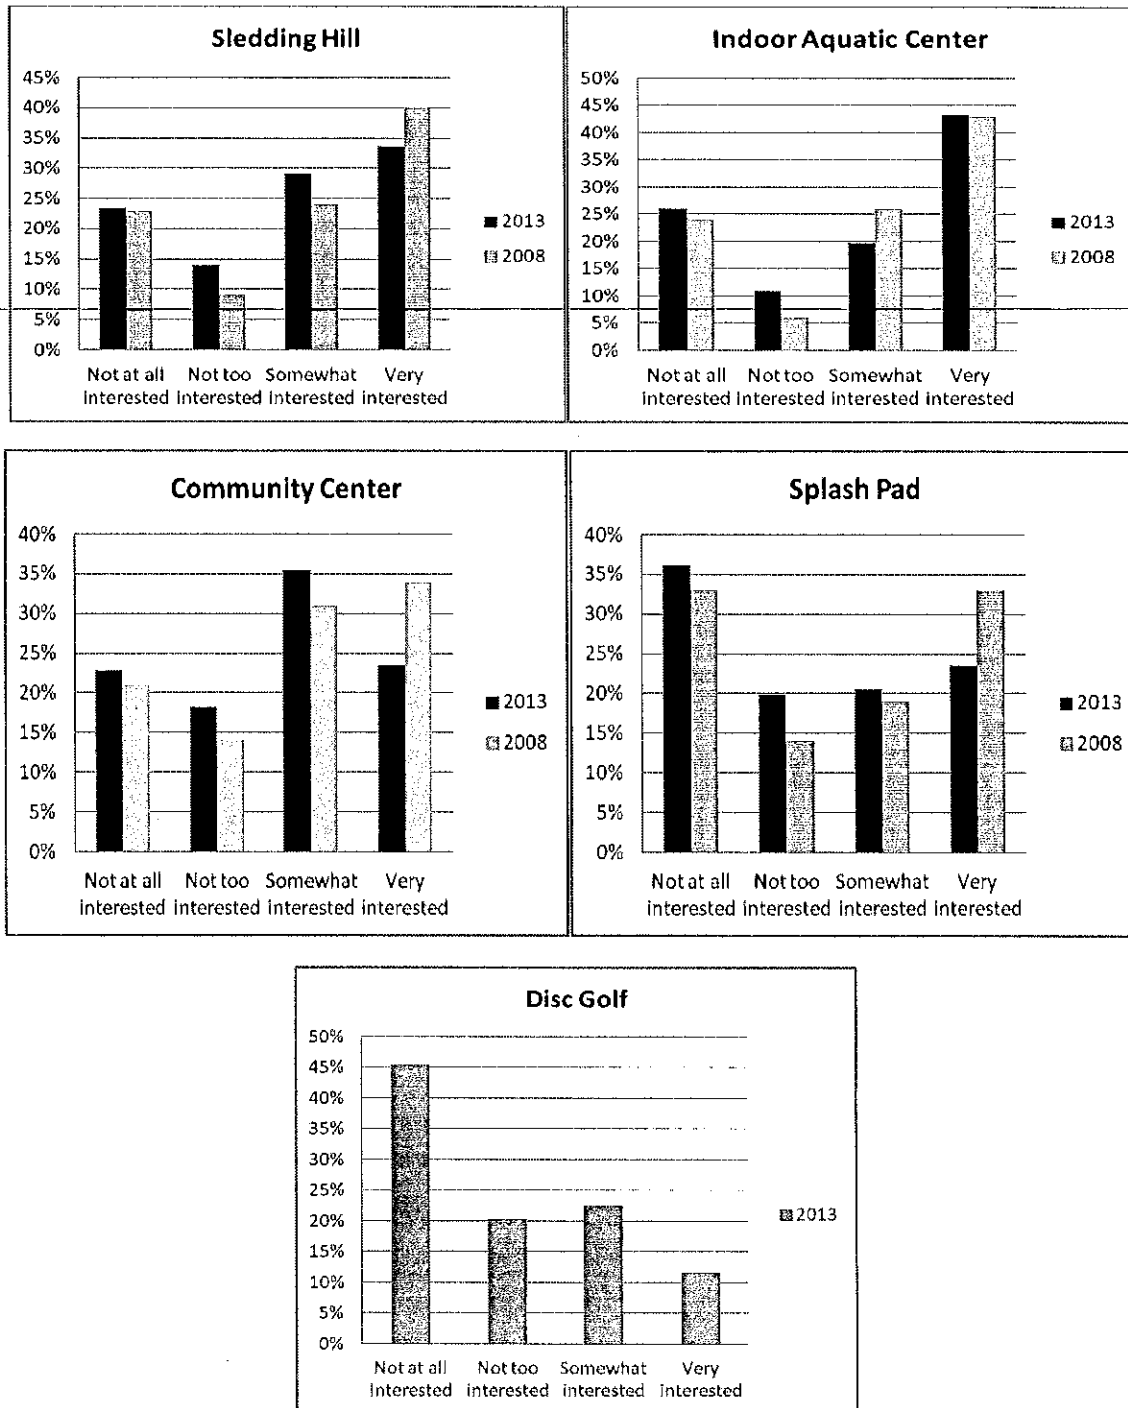 Sledding Hill
45%
40%
35%
30%
25%
20%
15%
10%
5%
0%
Not at all
interested
Not too
interested
Somewhat
interested
Very
interested
2013
2008
Indoor Aquatic Center
50%
45%
40%
35%
30%
25%
20%
15%
10%
5%
0%
Not at all
interested
Not too
interested
Somewhat
interested
Very
interested
2013
2008
Community Center
40%
35%
30%
25%
20%
15%
10%
5%
0%
Not at all
interested
Not too
interested
Somewhat
interested
Very
interested
2013
2008
Splash Pad
40%
35%
30%
25%
20%
15%
10%
5%
0%
Not at all
interested
Not too
interested
Somewhat
interested
Very
interested
2013
2008
Disc Golf
50%
45%
40%
35%
30%
25%
20%
15%
10%
5%
0%
Not at all
interested
Not too
interested
Somewhat
interested
Very
interested
2013